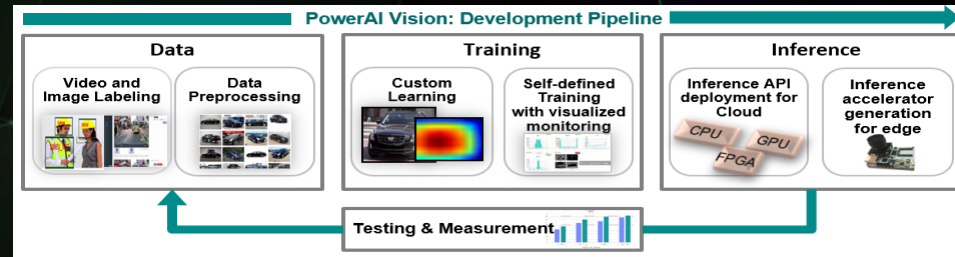 PowerAI Vision: Development Pipeline
Data
Video and
Image Labeling
Data
Preprocessing
Training
Custom
Learning
Self-defined
Training
with visualized
monitoring
Inference
Inference API
deployment for
Cloud
CPU
GPU
FPGA
Inference
accelerator
generation
for edge
Testing & Measurement